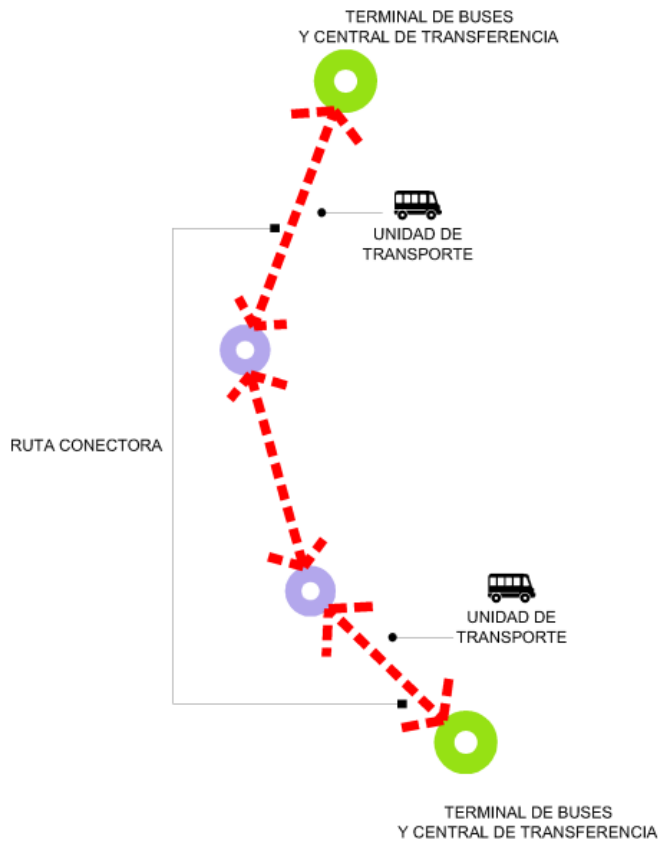 TERMINAL DE BUSES
Y CENTRAL DE TRANSFERENCIA
UNIDAD DE
TRANSPORTE
RUTA CONECTORA
UNIDAD DE
TRANSPORTE
TERMINAL DE BUSES
Y CENTRAL DE TRANSFERENCIA